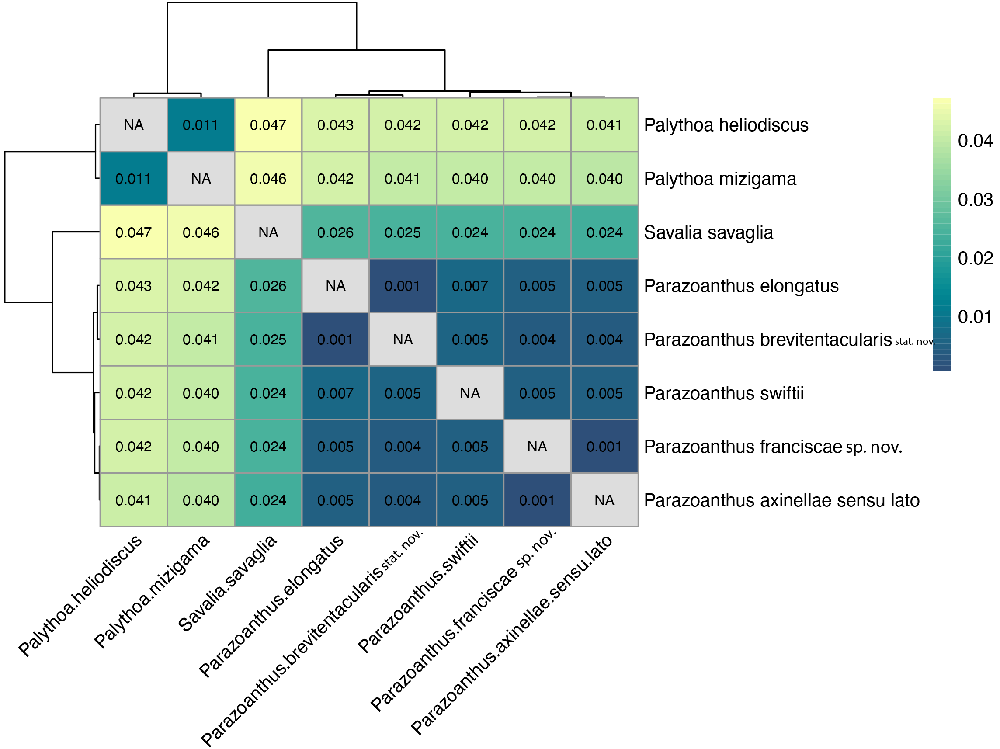 NA 0.011 0.047 0.043 0.042 0.042 0.042 0.041 Palythoa heliodiscus
0.011 NA 0.046 0.042 0.041 0.040 0.040 0.040 Palythoa mizigama
0.047 0.046 NA 0.026 0.025 0.024 0.024 0.024 Savalia savaglia
0.043 0.042 0.026 NA 0.001 0.007 0.005 0.005 Parazoanthus elongatus
0.042 0.041 0.025 0.001 NA 0.005 0.004 0.004 Parazoanthus brevitentacularis stat. nov.
0.042 0.040 0.024 0.007 0.005 NA 0.005 0.005 Parazoanthus swiftii
0.042 0.040 0.024 0.005 0.004 0.005 NA 0.001 Parazoanthus franciscae sp. nov.
0.041 0.040 0.024 0.005 0.004 0.005 0.001 NA Parazoanthus axinellae sensu lato
Palythoa.heliodiscus
Palythoa.mizigama
Savalia.savaglia
Parazoanthus.elongatus
Parazoanthus.brevitentacularis stat. nov.
Parazoanthus.swiftii
Parazoanthus.franciscae sp. nov.
Parazoanthus.axinellae.sensu.lato
0.04
0.03
0.02
0.01